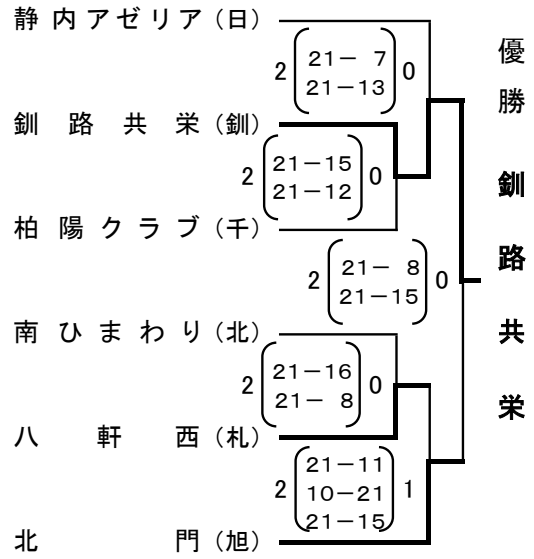 静内アゼリア（日）
2 21－ 7 0
21－13
釧路共栄（釧）
2 21－15 0
21－12
柏陽クラブ（千）
2 21－ 8 0
21－15
南ひまわり（北）
2 21－16 0
21－ 8
八軒西（札）
21－11
2 10－21 1
21－15
北門（旭）
優勝 釧路共栄